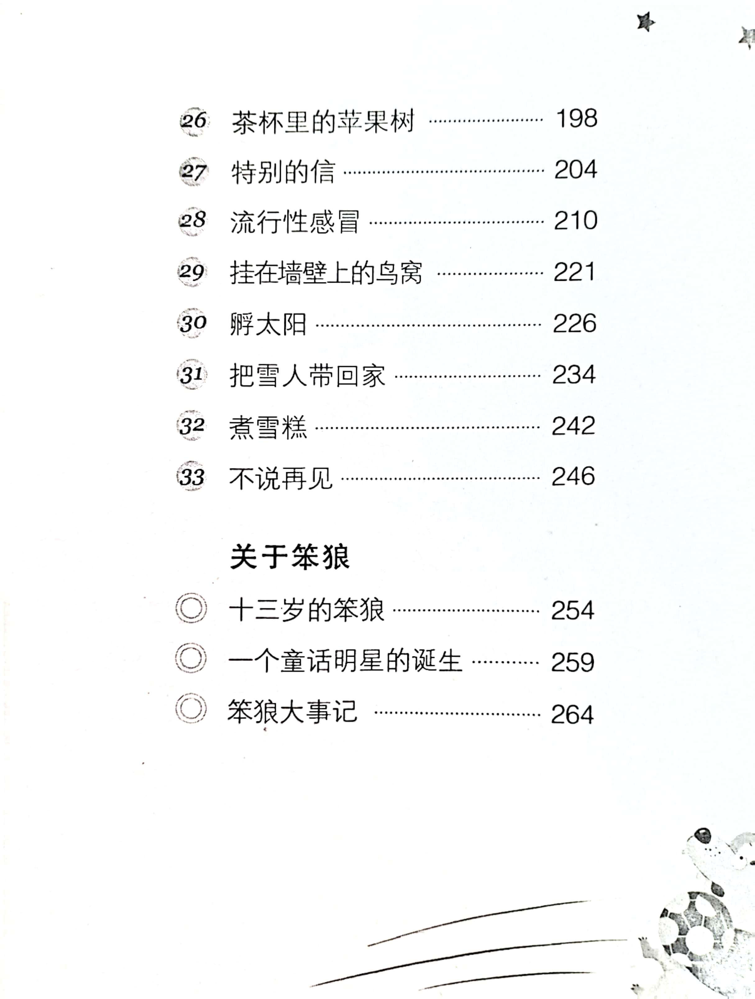 26 茶杯里的苹果树 ················ 198
27 特别的信 ················ 204
28 流行性感冒 ················ 210
29 挂在墙壁上的鸟窝 ················ 221
30 孵太阳 ················ 226
31 把雪人带回家 ················ 234
32 煮雪糕 ················ 242
33 不说再见 ················ 246
关于笨狼
十三岁的笨狼 ················ 254
一个童话明星的诞生 ············ 259
笨狼大事记 ················ 264